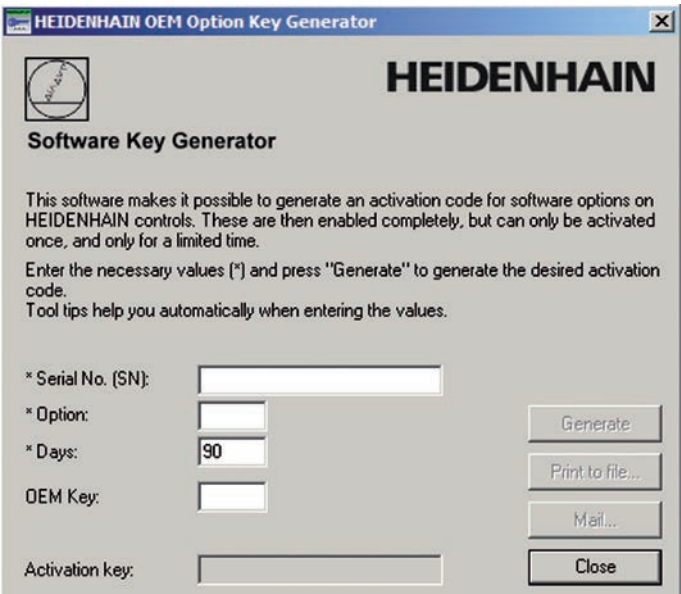 HEIDENHAIN OEM Option Key Generator
HEIDENHAIN
Software Key Generator
This software makes it possible to generate an activation code for software options on
HEIDENHAIN controls. These are then enabled completely, but can only be activated
once, and only for a limited time.
Enter the necessary values (*) and press "Generate" to generate the desired activation
code.
Tool tips help you automatically when entering the values.
* Serial No. (SN):
* Option:
Generate
* Days:
90
Print to file...
OEM Key:
Mail...
Activation key:
Close